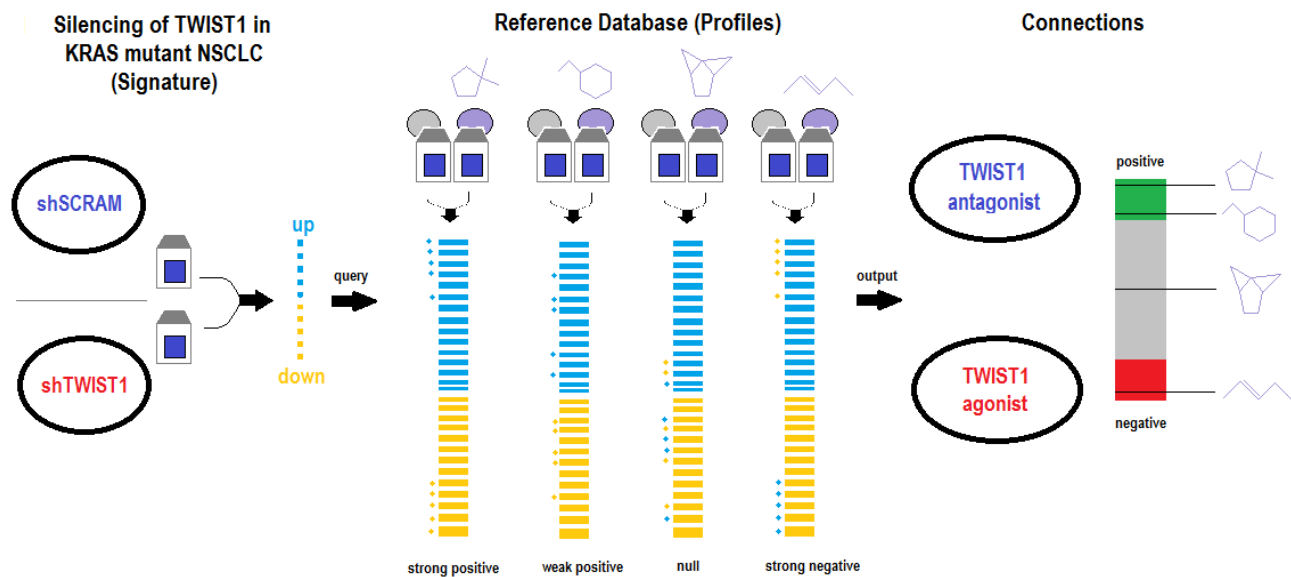 Silencing of TWIST1 in
KRAS mutant NSCLC
(Signature)
shSCRAM
shTWIST1
up
down
query
Reference Database (Profiles)
strong positive
weak positive
null
strong negative
output
Connections
TWIST1
antagonist
TWIST1
agonist
positive
negative